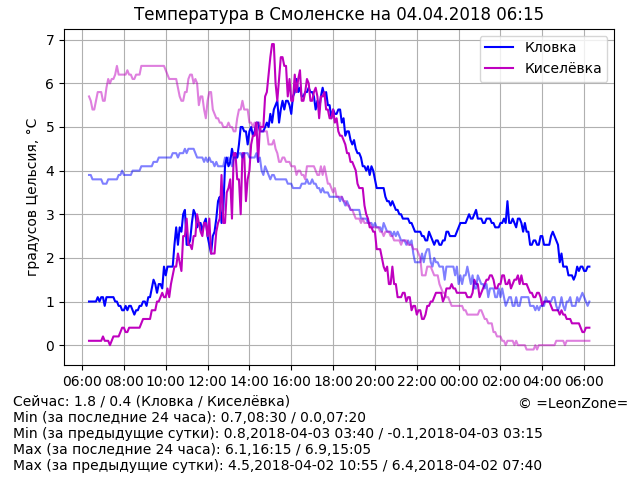 Температура в Смоленске на 04.04.2018 06:15
Кловка
Киселёвка
градусов Цельсия, °C
7
6
5
4
3
2
1
0
06:00 08:00 10:00 12:00 14:00 16:00 18:00 20:00 22:00 00:00 02:00 04:00 06:00
Сейчас: 1.8 / 0.4 (Кловка / Киселёвка)
© =LeonZone=
Min (за последние 24 часа): 0.7,08:30 / 0.0,07:20
Min (за предыдущие сутки): 0.8,2018-04-03 03:40 / -0.1,2018-04-03 03:15
Max (за последние 24 часа): 6.1,16:15 / 6.9,15:05
Max (за предыдущие сутки): 4.5,2018-04-02 10:55 / 6.4,2018-04-02 07:40